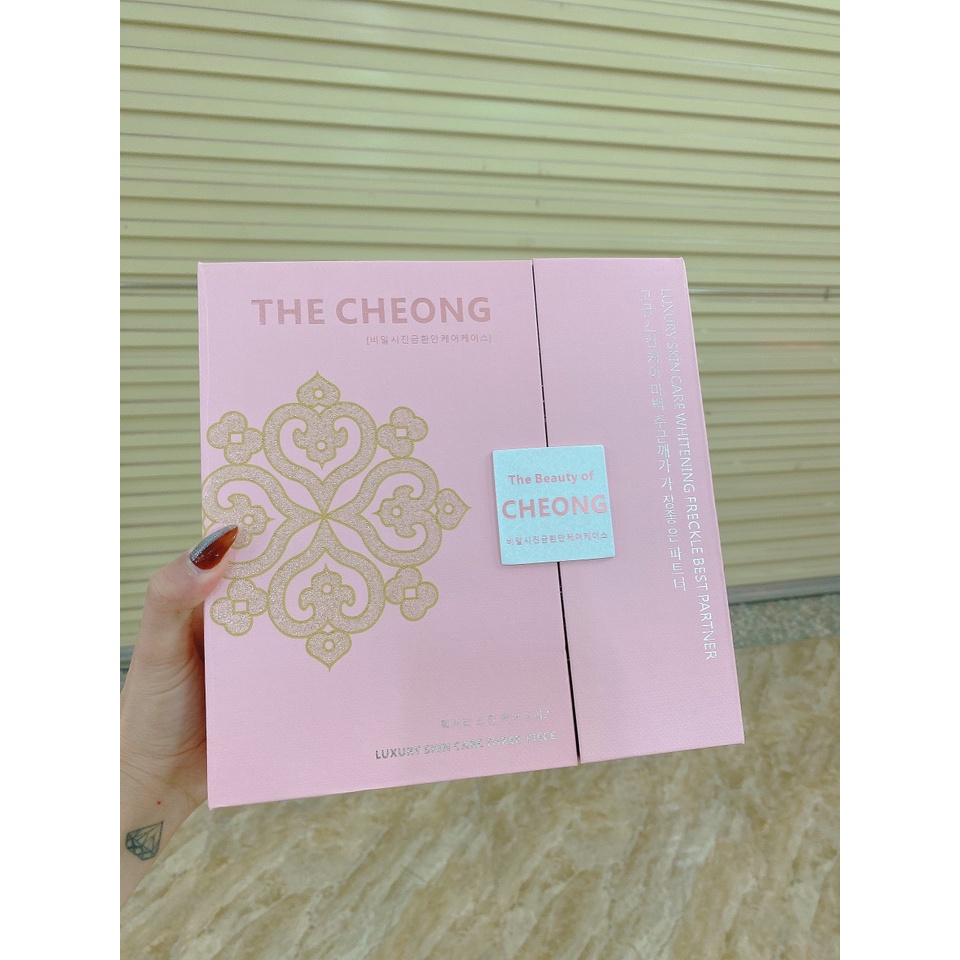 THE CHEONG
[비밀시진금환안케어케이스]
The Beauty of
CHEONG
비밀시진금환안케어케이스
LUXURY SKIN CARE THREE-PIECE
LUXURY SKIN CARE WHITENING FRECKLE BEST PARTNER